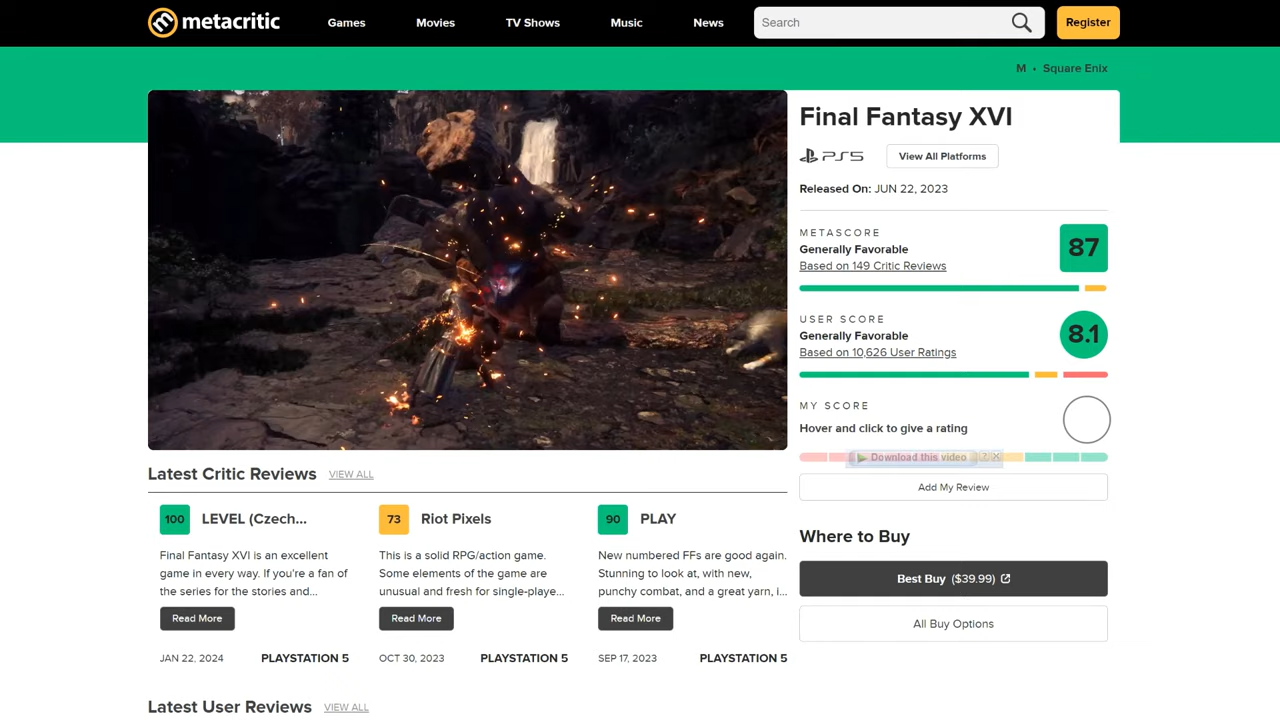 metacritic
Games
Movies
TV Shows
Music
News
Search
Register
M • Square Enix
Final Fantasy XVI
PS5
View All Platforms
Released On: JUN 22, 2023
METASCORE
Generally Favorable
Based on 149 Critic Reviews
87
USER SCORE
Generally Favorable
Based on 10,626 User Ratings
8.1
MY SCORE
Hover and click to give a rating
Download this video
?
Add My Review
Where to Buy
Best Buy ($39.99)
All Buy Options
Latest Critic Reviews VIEW ALL
100 LEVEL (Czech...
Final Fantasy XVI is an excellent
game in every way. If you're a fan of
the series for the stories and...
Read More
JAN 22, 2024 PLAYSTATION 5
73 Riot Pixels
This is a solid RPG/action game.
Some elements of the game are
unusual and fresh for single-playe...
Read More
OCT 30, 2023 PLAYSTATION 5
90 PLAY
New numbered FFs are good again.
Stunning to look at, with new,
punchy combat, and a great yarn, i...
Read More
SEP 17, 2023 PLAYSTATION 5
Latest User Reviews VIEW ALL